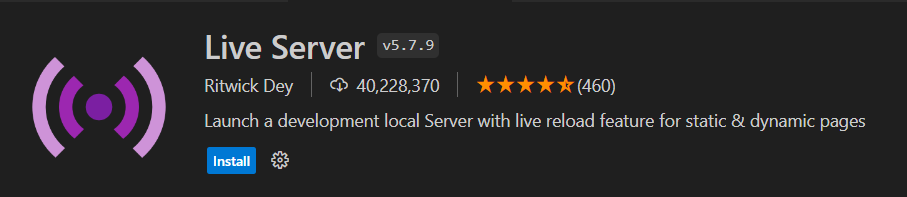 Live Server v5.7.9
Ritwick Dey 40,228,370 (460)
Launch a development local Server with live reload feature for static & dynamic pages
Install